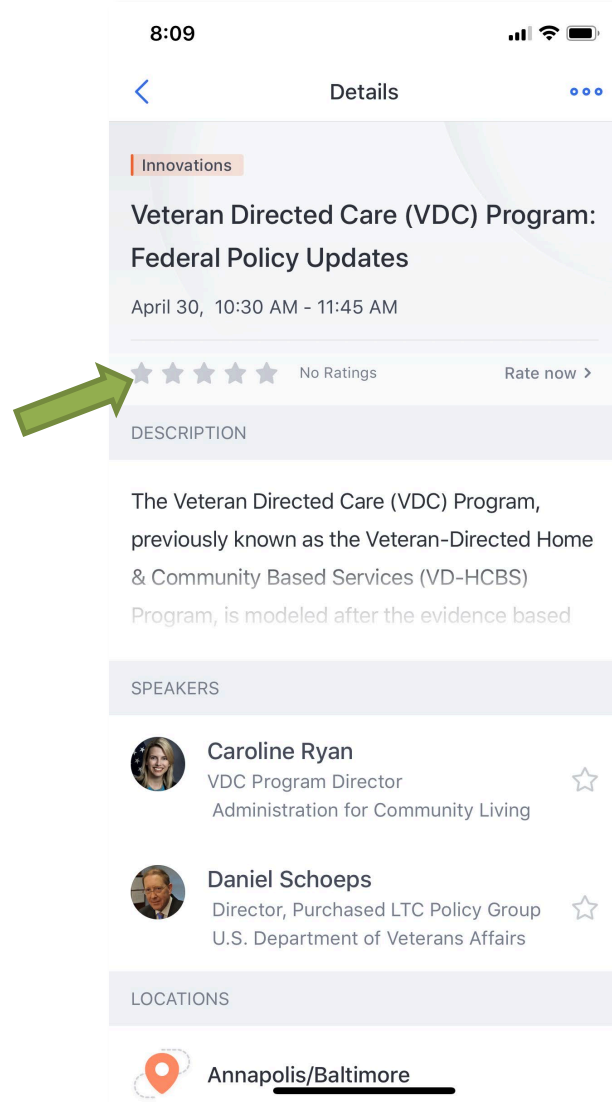 8:09
Details
Innovations
Veteran Directed Care (VDC) Program:
Federal Policy Updates
April 30, 10:30 AM - 11:45 AM
No Ratings
Rate now >
DESCRIPTION
The Veteran Directed Care (VDC) Program,
previously known as the Veteran-Directed Home
& Community Based Services (VD-HCBS)
Program, is modeled after the evidence based
SPEAKERS
Caroline Ryan
VDC Program Director
Administration for Community Living
Daniel Schoeps
Director, Purchased LTC Policy Group
U.S. Department of Veterans Affairs
LOCATIONS
Annapolis/Baltimore